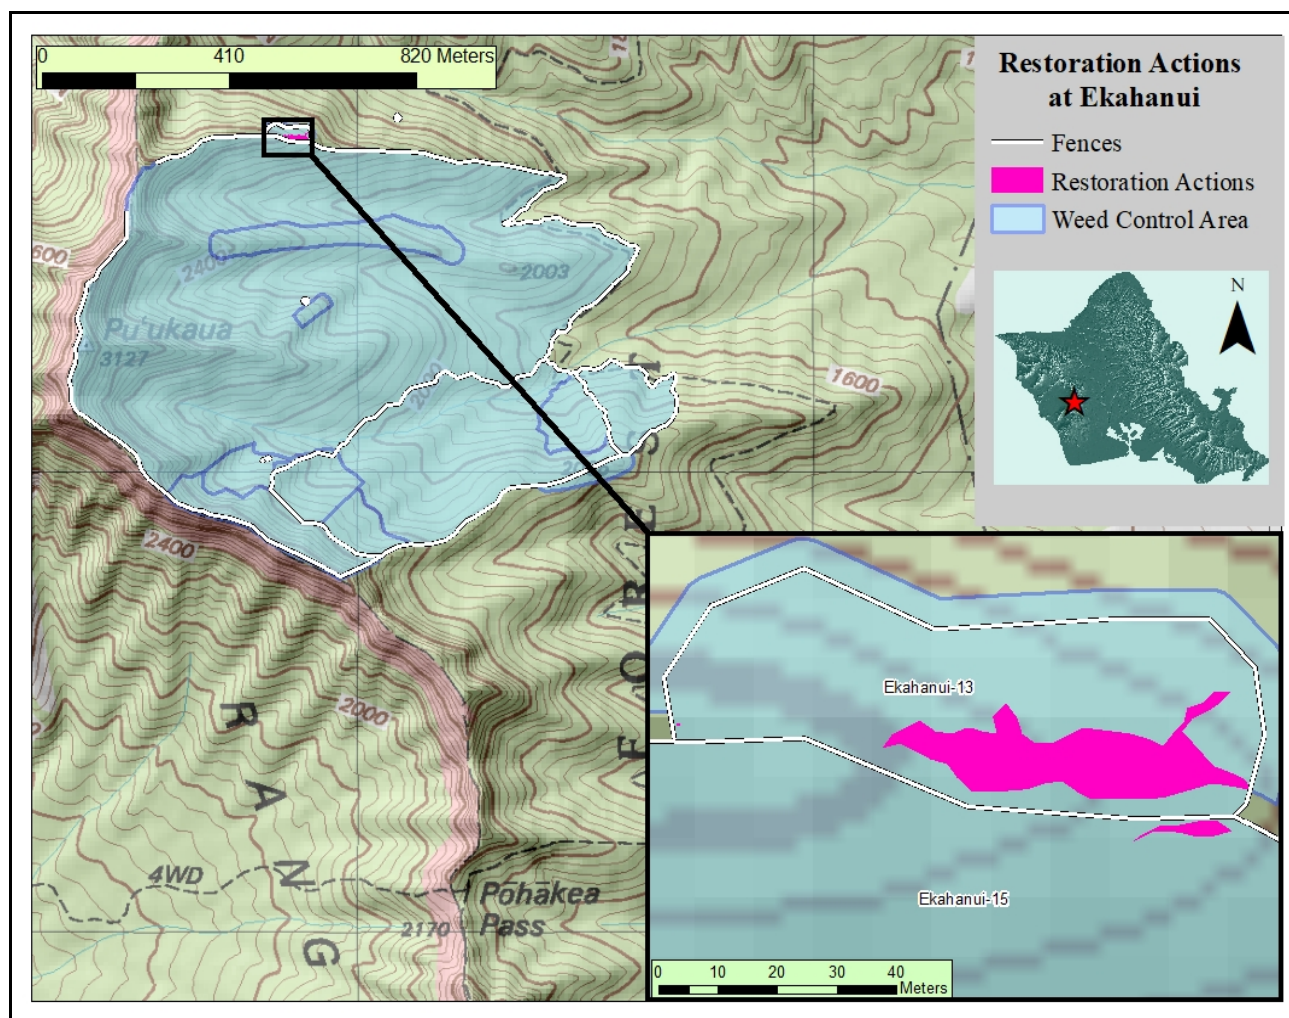 0 410 820 Meters
Restoration Actions
at Ekahanui
Fences
Restoration Actions
Weed Control Area
N
600
2400
2003
Pu'ukaua
3127
1600
2400
2000
R
A
N
G
F
O
R
E
S
T
4WD
Pohakea
Pass
2170
Ekahanui-13
Ekahanui-15
0 10 20 30 40
Meters